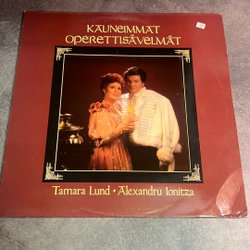 KAUNEIMMAT
OPERETTISÄVELMÄT
Tamara Lund • Alexandru Ionitza